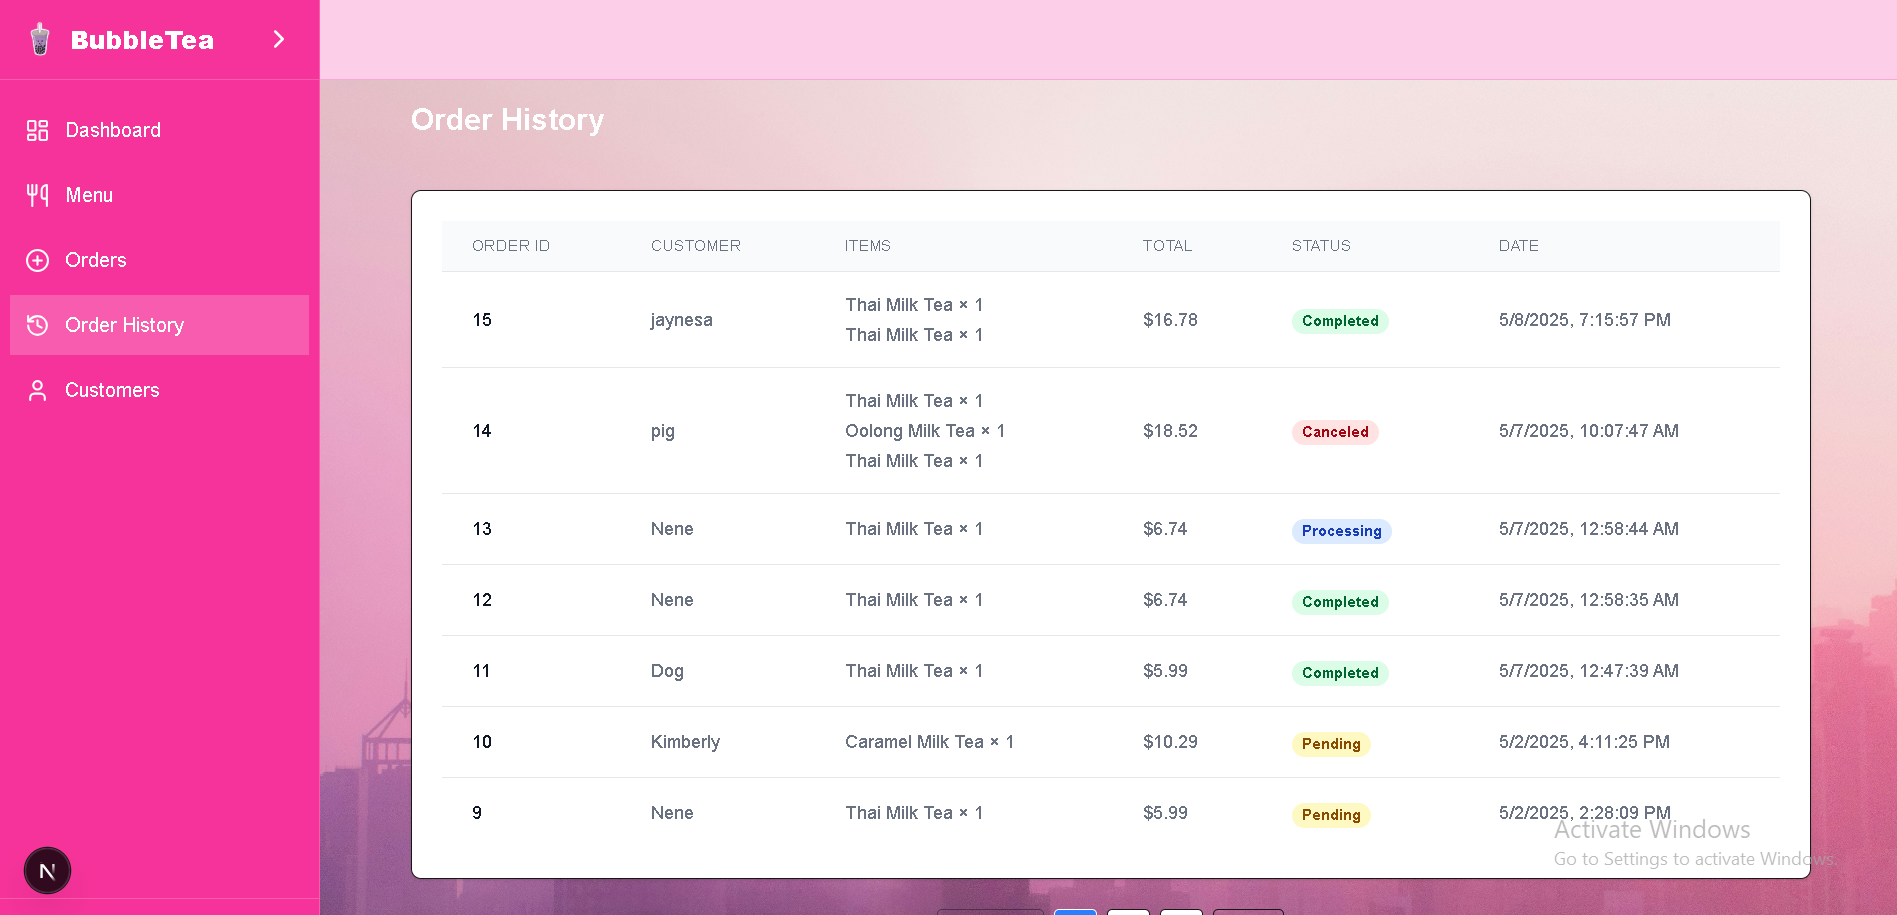 BubbleTea
Dashboard
Menu
Orders
Order History
Customers
N
Order History
ORDER ID CUSTOMER ITEMS TOTAL STATUS DATE
15 jaynesa Thai Milk Tea × 1 $16.78 Completed 5/8/2025, 7:15:57 PM
Thai Milk Tea × 1
Thai Milk Tea × 1
14 pig Oolong Milk Tea × 1 $18.52 Canceled 5/7/2025, 10:07:47 AM
Thai Milk Tea × 1
13 Nene Thai Milk Tea × 1 $6.74 Processing 5/7/2025, 12:58:44 AM
12 Nene Thai Milk Tea × 1 $6.74 Completed 5/7/2025, 12:58:35 AM
11 Dog Thai Milk Tea × 1 $5.99 Completed 5/7/2025, 12:47:39 AM
10 Kimberly Caramel Milk Tea × 1 $10.29 Pending 5/2/2025, 4:11:25 PM
9 Nene Thai Milk Tea × 1 $5.99 Pending 5/2/2025, 2:28:09 PM
Activate Windows
Go to Settings to activate Windows.